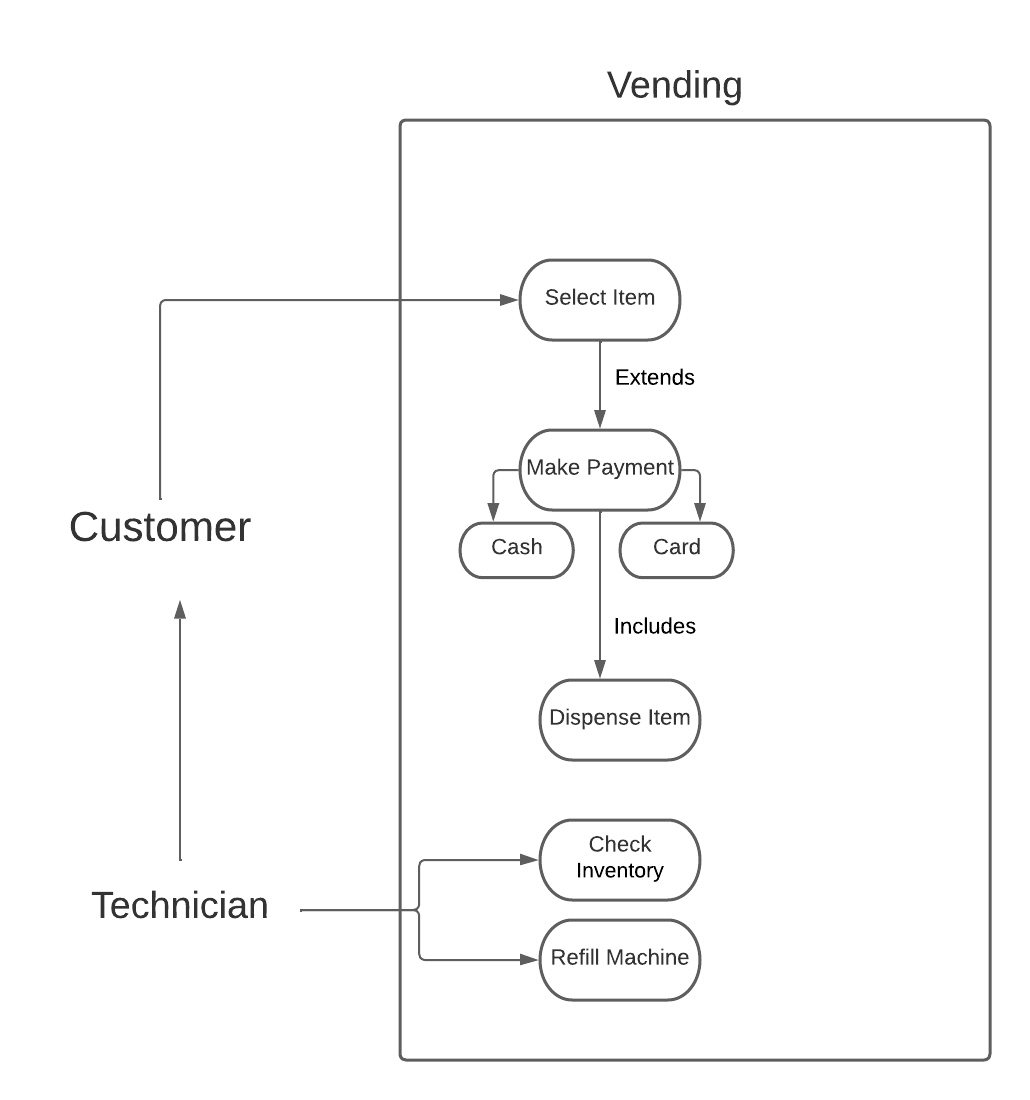 Vending
Select Item
Extends
Make Payment
Cash
Card
Customer
Includes
Dispense Item
Check
Inventory
Technician
Refill Machine